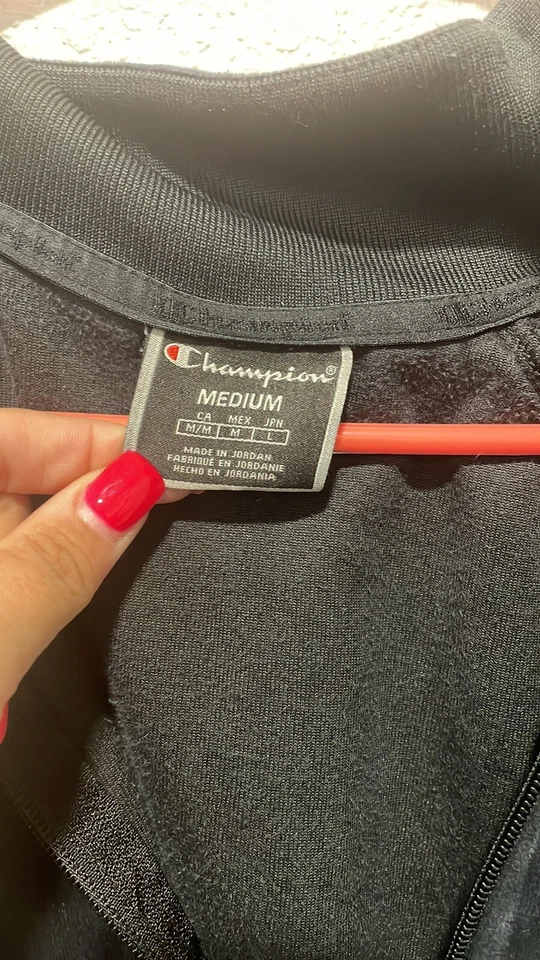 Champion®
MEDIUM
CA MEX JPN
M/M M L
MADE IN JORDAN
FABRIQUÉ EN JORDANIE
HECHO EN JORDANIA